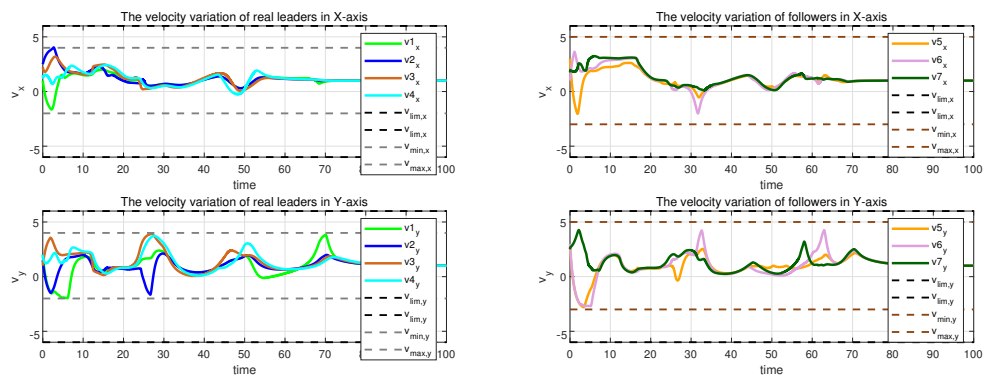 The velocity variation of real leaders in X-axis
5
0
-5
v_x
0 10 20 30 40 50 60 70 80 90 100
time
v1_x
v2_x
v3_x
v4_x
v_lim,x
v_lim,x
v_min,x
v_max,x
The velocity variation of followers in X-axis
5
0
-5
v_x
0 10 20 30 40 50 60 70 80 90 100
time
v5_x
v6_x
v7_x
v_lim,x
v_lim,x
v_min,x
v_max,x
The velocity variation of real leaders in Y-axis
5
0
-5
v_y
0 10 20 30 40 50 60 70 80 90 100
time
v1_y
v2_y
v3_y
v4_y
v_lim,y
v_min,y
v_max,y
The velocity variation of followers in Y-axis
5
0
-5
v_y
0 10 20 30 40 50 60 70 80 90 100
time
v5_y
v6_y
v7_y
v_lim,y
v_lim,y
v_min,y
v_max,y